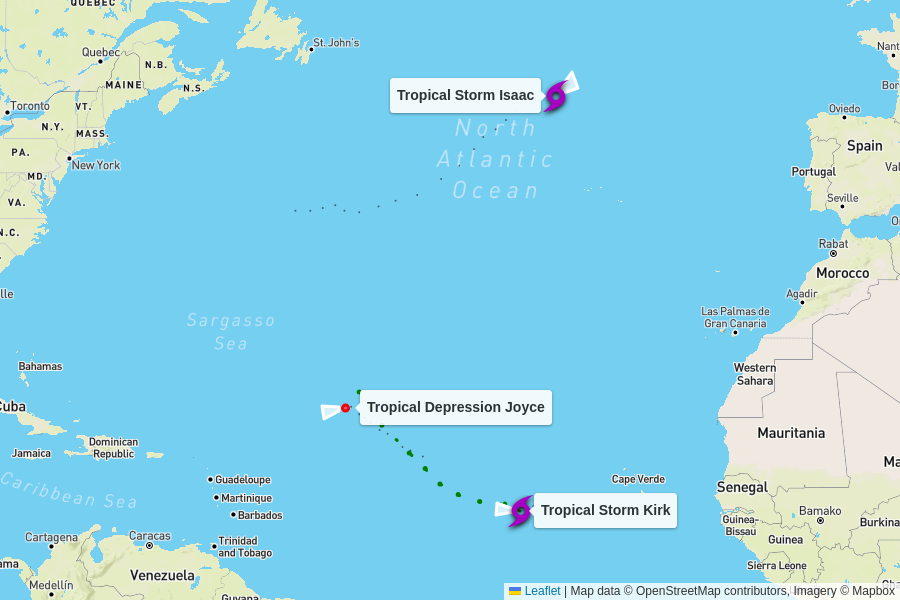 QUEBEC
Quebec
St. John's
N.B.
MAINE
N.S.
Toronto
VT.
N.Y.
MASS.
PA.
New York
MD.
VA.
N.C.
Tropical Storm Isaac
North
Atlantic
Ocean
Nant
Bor
Oviedo
Spain
Val
Portugal
Seville
Rabat
Morocco
Agadir
Las Palmas de
Gran Canaria
lle
Sargasso
Sea
Bahamas
Western
Sahara
Cuba
Tropical Depression Joyce
Mauritania
Dominican
Republic
Jamaica
Ma
Caribbean Sea
Guadeloupe
Martinique
Barbados
Cape Verde
Senegal
Tropical Storm Kirk
Bamako
Guinea-
Bissau
Burkina
Guinea
Cartagena
Caracas
Trinidad
and Tobago
ama
Sierra Leone
Medellín
Venezuela
Guyana
Leaflet | Map data © OpenStreetMap contributors, Imagery © Mapbox